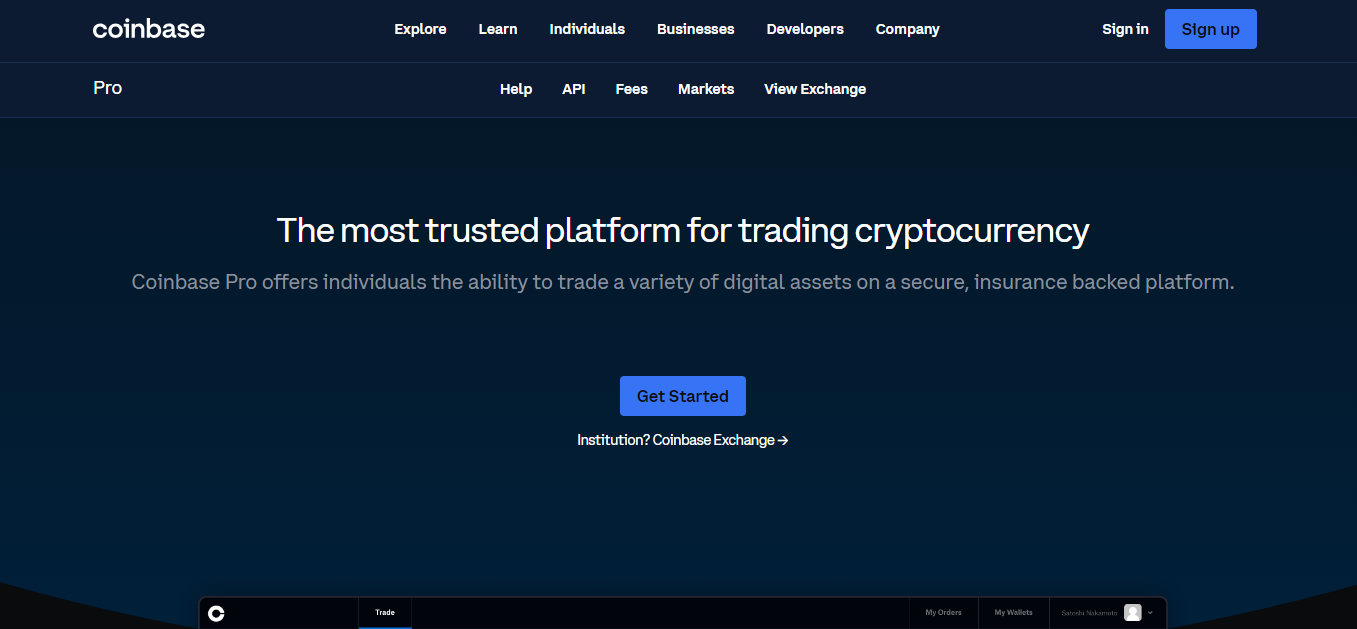 coinbase Explore Learn Individuals Businesses Developers Company Sign in Sign up
Pro Help API Fees Markets View Exchange
The most trusted platform for trading cryptocurrency
Coinbase Pro offers individuals the ability to trade a variety of digital assets on a secure, insurance backed platform.
Get Started
Institution? Coinbase Exchange →
Trade My Orders My Wallets Satoshi Nakamoto